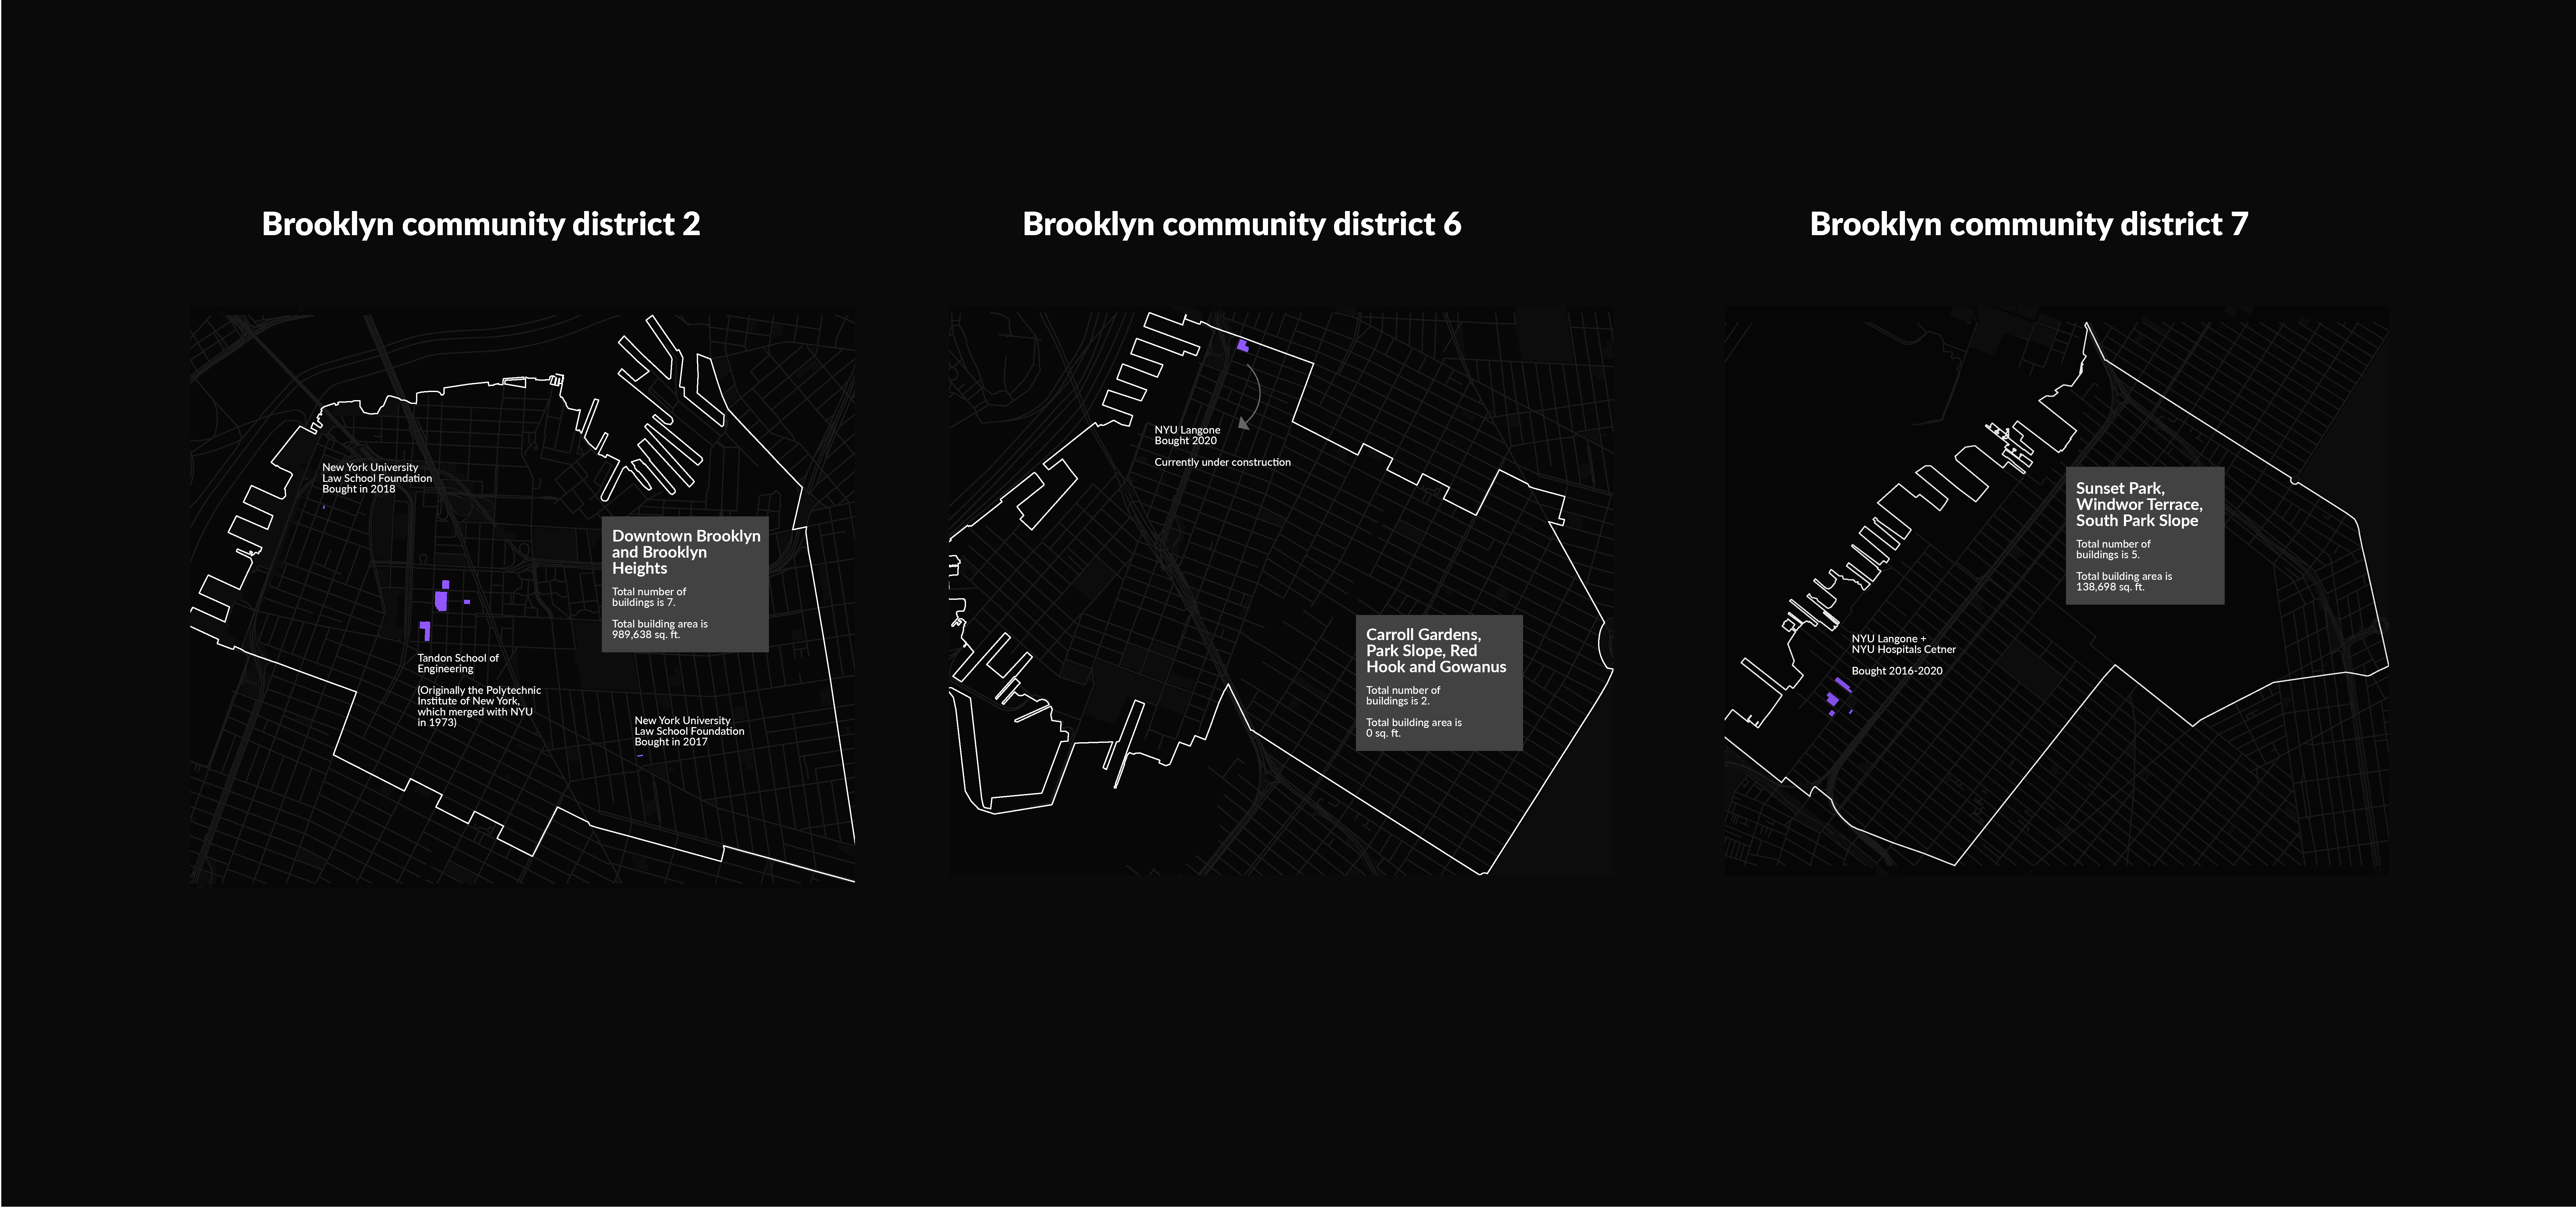 Brooklyn community district 2
New York University
Law School Foundation
Bought in 2018
Downtown Brooklyn
and Brooklyn
Heights
Total number of
buildings is 7.
Total building area is
989,638 sq. ft.
Tandon School of
Engineering
(Originally the Polytechnic
Institute of New York,
which merged with NYU
in 1973)
New York University
Law School Foundation
Bought in 2017
Brooklyn community district 6
NYU Langone
Bought 2020
Currently under construction
Carroll Gardens,
Park Slope, Red
Hook and Gowanus
Total number of
buildings is 2.
Total building area is
0 sq. ft.
Brooklyn community district 7
Sunset Park,
Windwor Terrace,
South Park Slope
Total number of
buildings is 5.
Total building area is
138,698 sq. ft.
NYU Langone +
NYU Hospitals Cetner
Bought 2016-2020